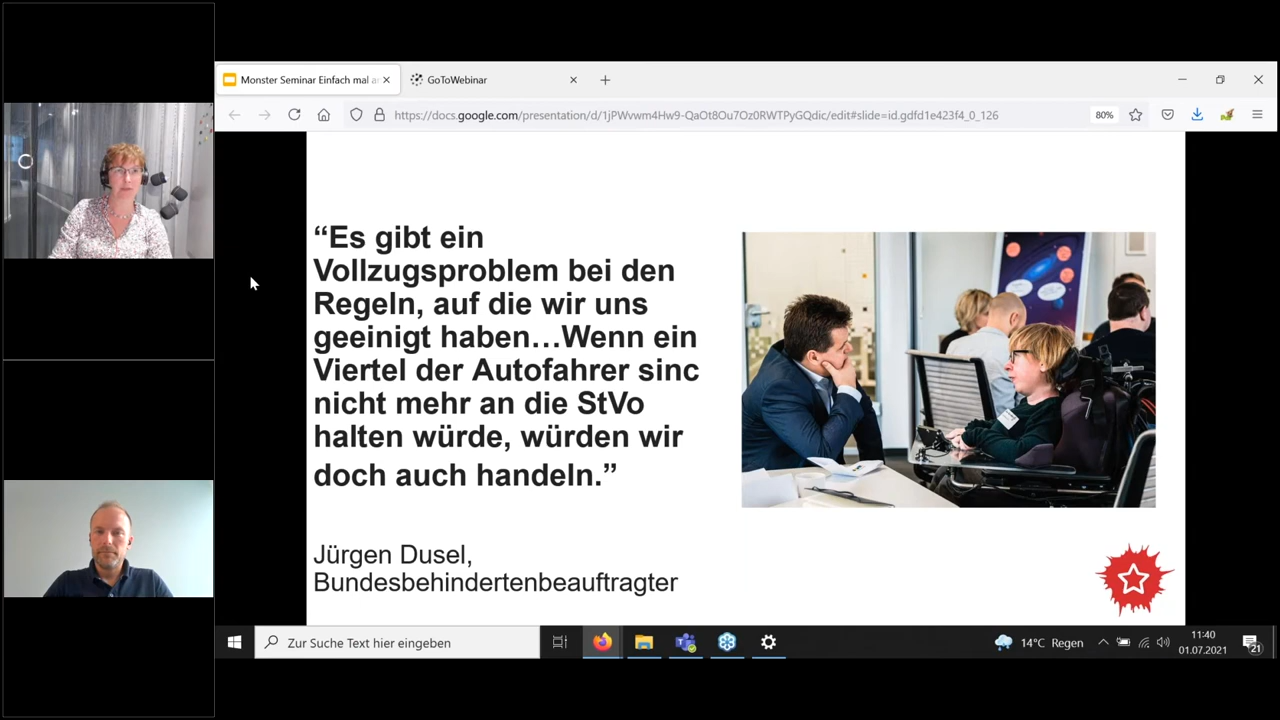 Monster Seminar Einfach mal a
GoToWebinar
https://docs.google.com/presentation/d/1jPWvwm4Hw9-QaOt8Ou7Oz0RWTPyGQdic/edit#slide=id.gdfd1e423f4_0_126
80%
“Es gibt ein
Vollzugsproblem bei den
Regeln, auf die wir uns
geeinigt haben…Wenn ein
Viertel der Autofahrer sinc
nicht mehr an die StVo
halten würde, würden wir
doch auch handeln.”
Jürgen Dusel,
Bundesbehindertenbeauftragter
Zur Suche Text hier eingeben
14°C Regen
11:40
01.07.2021
21